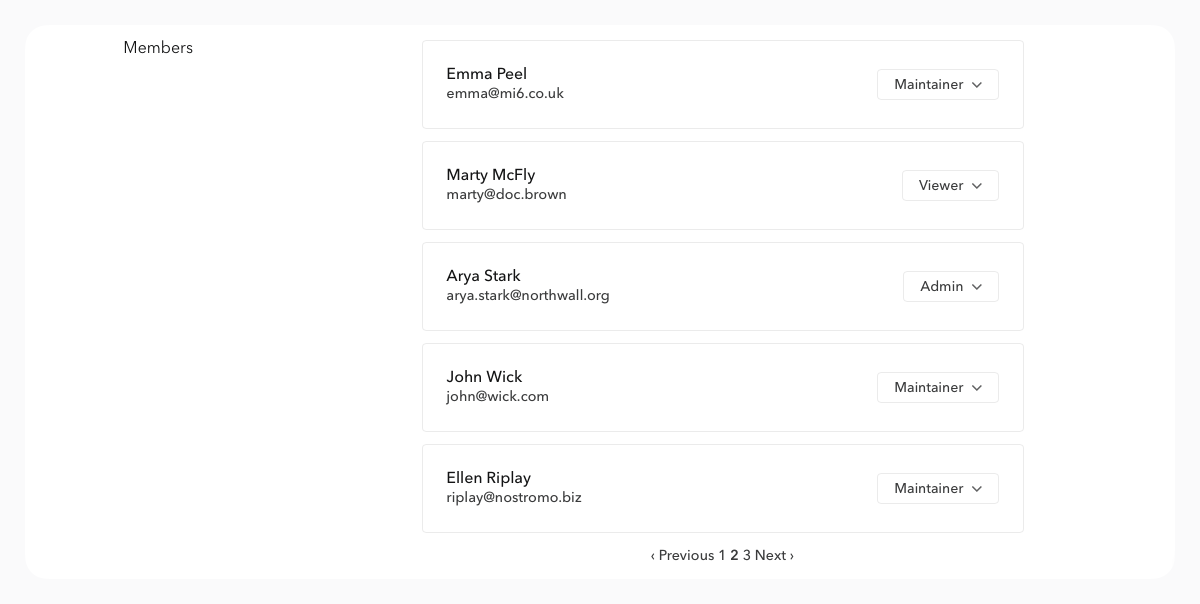 Members
Emma Peel
emma@mi6.co.uk
Maintainer
Marty McFly
marty@doc.brown
Viewer
Arya Stark
arya.stark@northwall.org
Admin
John Wick
john@wick.com
Maintainer
Ellen Riplay
riplay@nostromo.biz
Maintainer
‹ Previous 1 2 3 Next ›